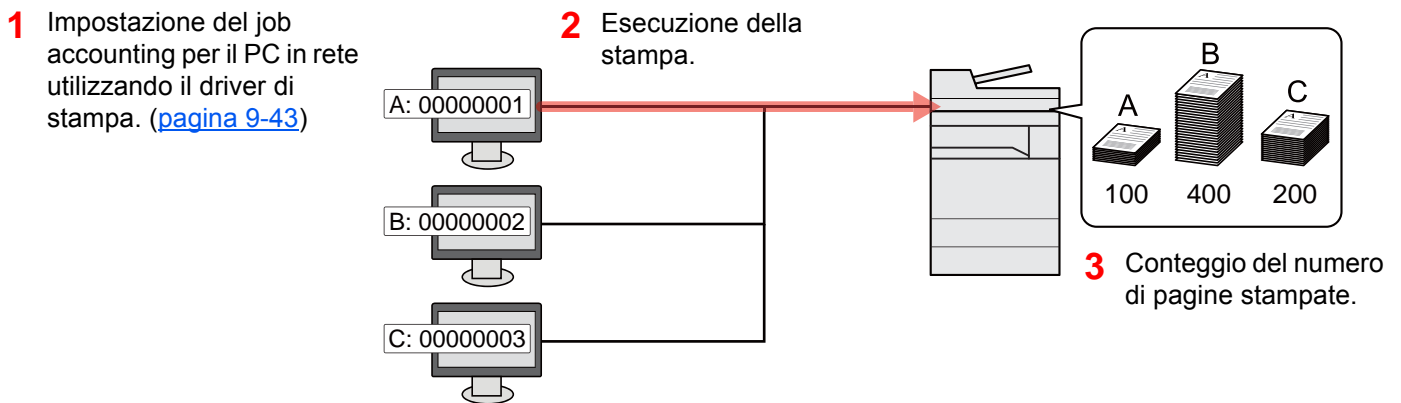 1 Impostazione del job
accounting per il PC in rete
utilizzando il driver di
stampa. (pagina 9-43)
2 Esecuzione della
stampa.
A: 00000001
B: 00000002
C: 00000003
A
B
C
100
400
200
3 Conteggio del numero
di pagine stampate.